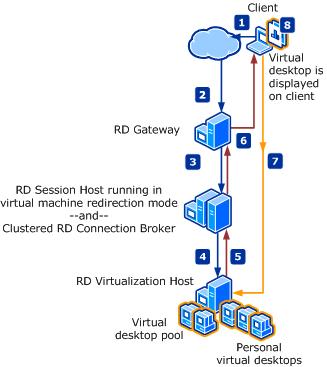 Client
1
8
Virtual
desktop is
displayed
on client
2
RD Gateway
6
3
7
RD Session Host running in
virtual machine redirection mode
--and--
Clustered RD Connection Broker
4
5
RD Virtualization Host
Virtual
desktop pool
Personal
virtual desktops